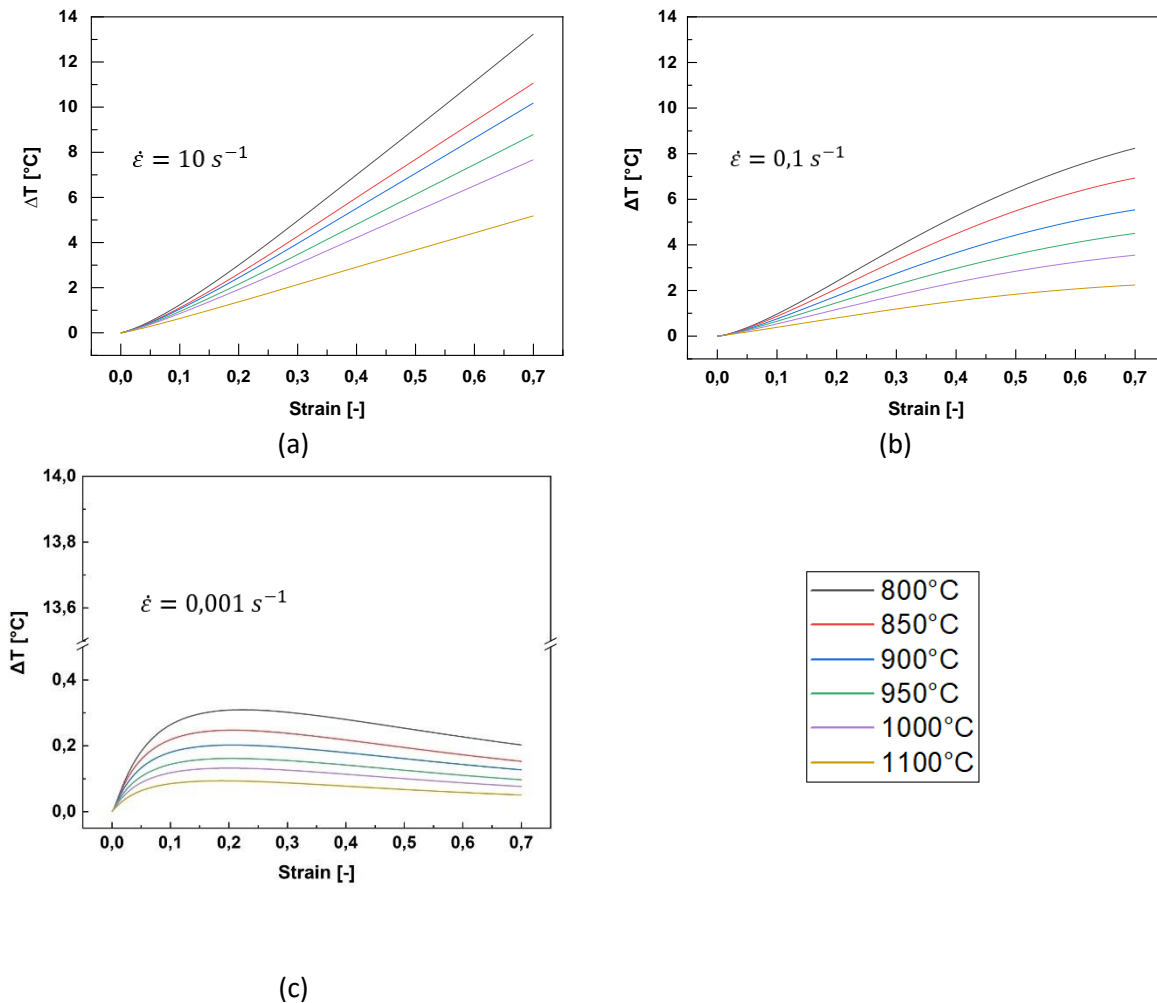 14
12
10
8
6
4
2
0
ΔT [°C]
ε̇ = 10 s⁻¹
0,0 0,1 0,2 0,3 0,4 0,5 0,6 0,7
Strain [-]
(a)
14
12
10
8
6
4
2
0
ΔT [°C]
ε̇ = 0,1 s⁻¹
0,0 0,1 0,2 0,3 0,4 0,5 0,6 0,7
Strain [-]
(b)
14,0
13,8
13,6
0,4
0,2
0,0
ΔT [°C]
ε̇ = 0,001 s⁻¹
0,0 0,1 0,2 0,3 0,4 0,5 0,6 0,7
Strain [-]
(c)
800°C
850°C
900°C
950°C
1000°C
1100°C